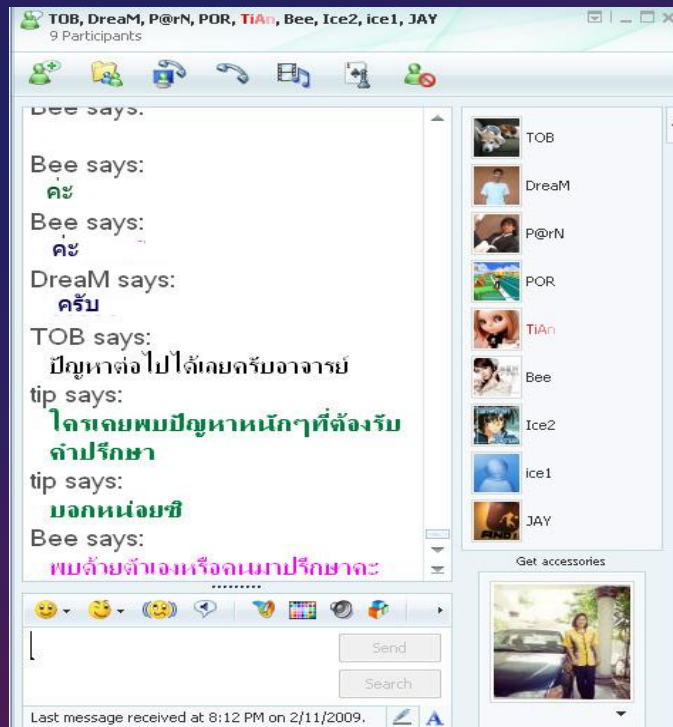 TOB, DreaM, P@rN, POR, TiAn, Bee, Ice2, ice1, JAY
9 Participants
Bee says:
Bee says:
ค่ะ
Bee says:
ค่ะ
DreaM says:
ครับ
TOB says:
ปัญหาต่อไปได้เลยครับอาจารย์
tip says:
ใครเคยพบปัญหาหนักๆที่ต้องรับ
คำปรึกษา
tip says:
บอกหน่อยซิ
Bee says:
พบด้วยตัวเองหรือคนมาปรึกษาคะ
Send
Search
Last message received at 8:12 PM on 2/11/2009.
A
TOB
DreaM
P@rN
POR
TiAn
Bee
Ice2
ice1
JAY
Get accessories